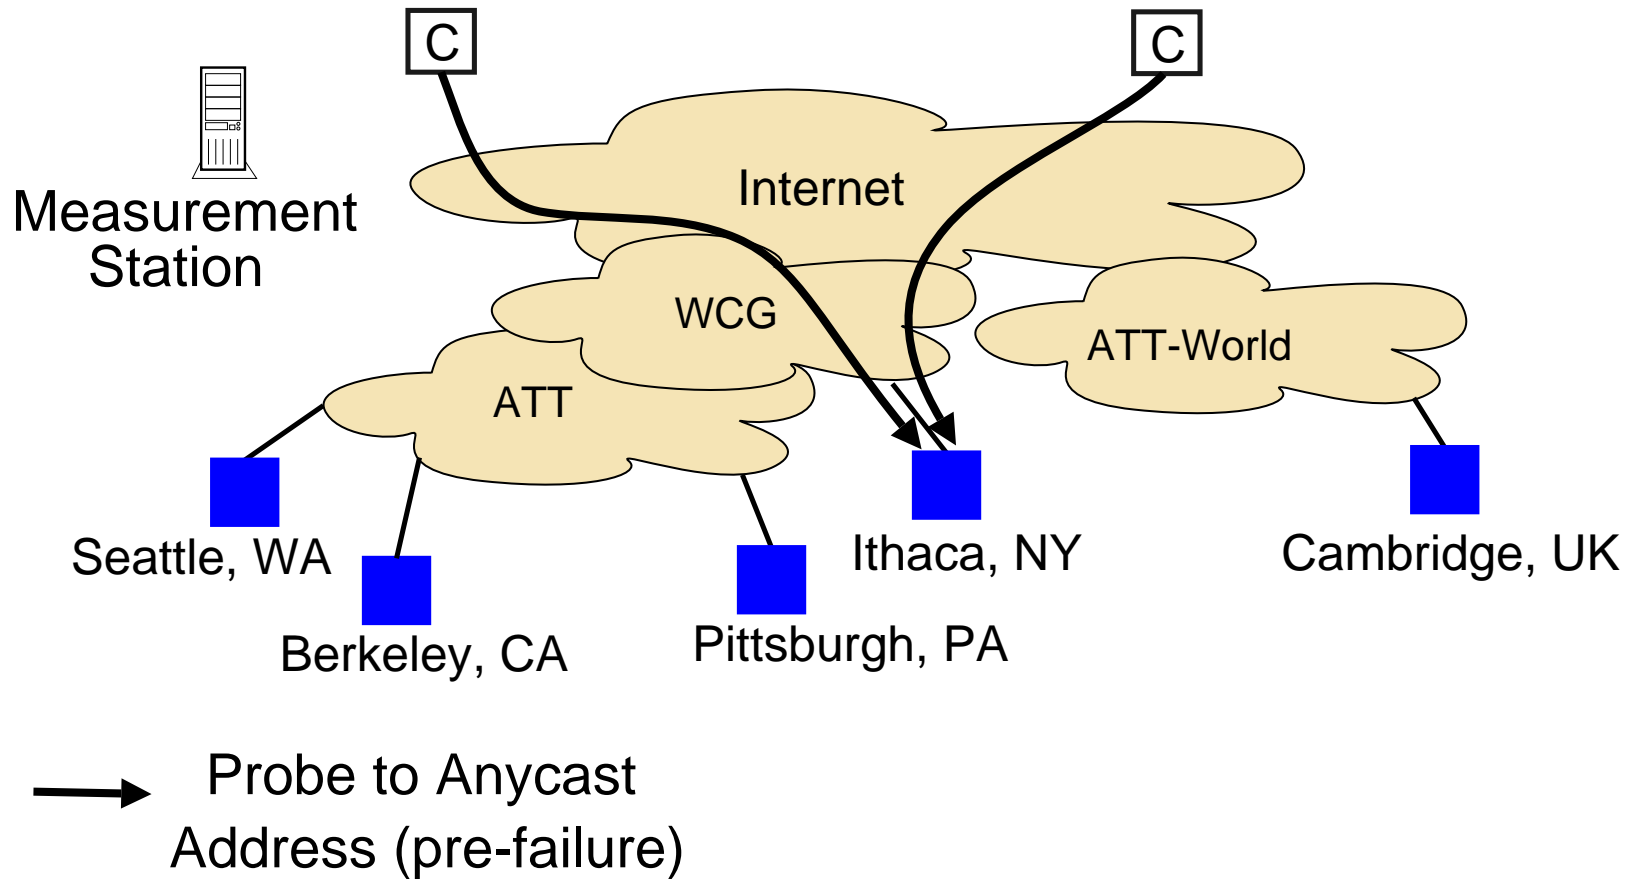 C
C
Measurement
Station
Internet
WCG
ATT-World
ATT
Seattle, WA
Ithaca, NY
Cambridge, UK
Berkeley, CA
Pittsburgh, PA
Probe to Anycast
Address (pre-failure)